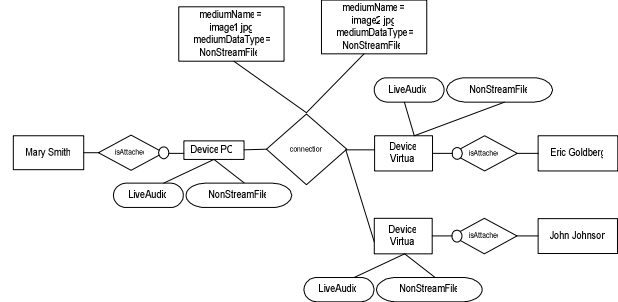 mediumName =
image1.jpg
mediumDataType=
NonStreamFile
mediumName =
image2.jpg
mediumDataType=
NonStreamFile
LiveAudio
NonStreamFile
Mary Smith
isAttached
Device PC
connection
Device
Virtual
isAttached
Eric Goldberg
LiveAudio
NonStreamFile
Device
Virtual
isAttached
John Johnson
LiveAudio
NonStreamFile